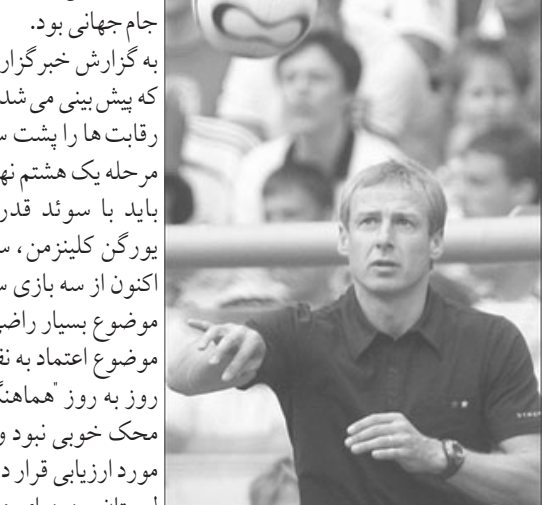 جام جهانی بود.
به گزارش خبرگزار
که پیش بینی می شد
رقابت ها را پشت س
مرحله یک هشتم نه
باید با سوئد قدر
یورگن کلینزمن، س
اکنون از سه بازی س
موضوع بسیار راض
موضوع اعتماد به نف
روز به روز "هماهنگ
محک خوبی نبود و
مورد ارزیابی قرار د